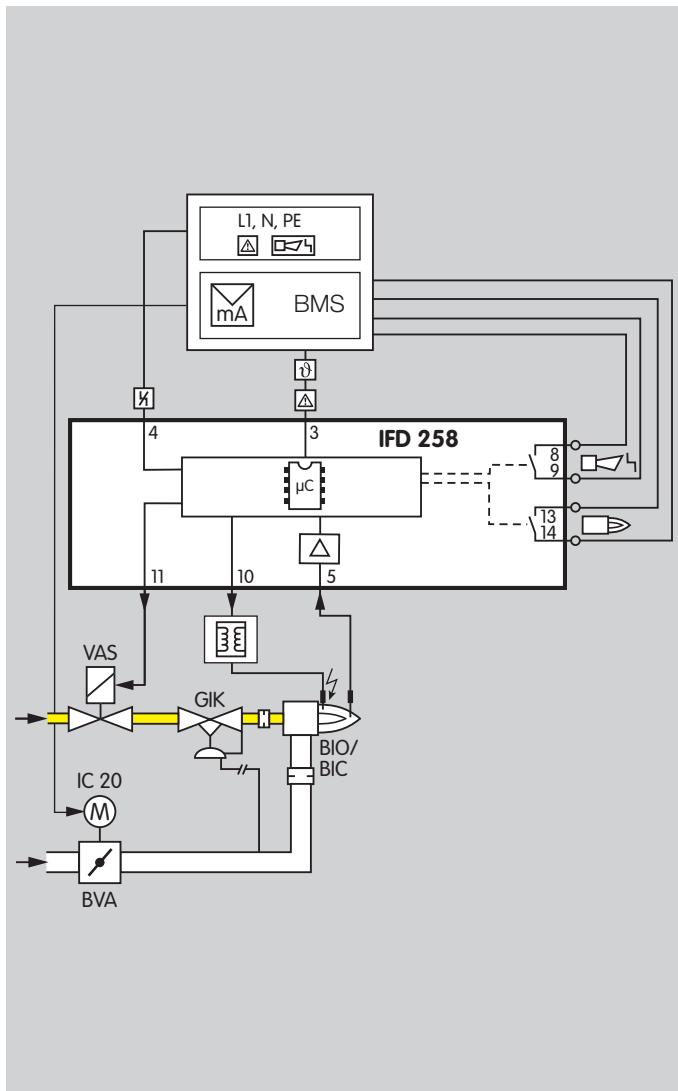 L1, N, PE
mA
BMS
ϑ
4
3
IFD 258
8
9
µC
13
14
11
10
5
VAS
GIK
BIO/
BIC
IC 20
M
BVA